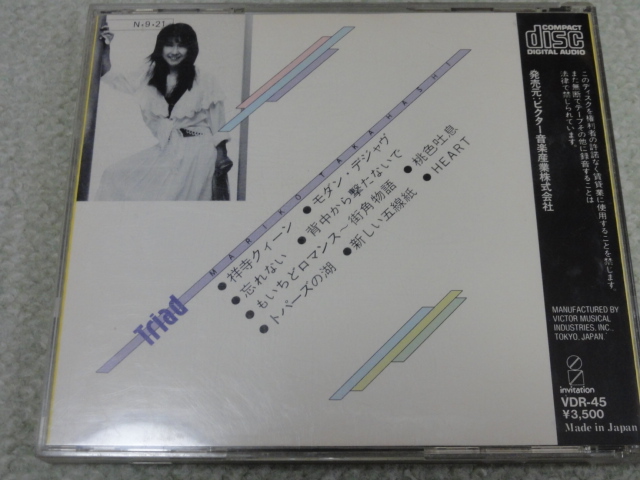 N・9・21
Triad
MARIKO TAKAHASHI
●祥寺クィーン ●モダン・デジャヴ
●忘れない ●背中から撃たないで ●桃色吐息
●もいちどロマンス～街角物語 ●HEART
●トパーズの湖 ●新しい五線紙
COMPACT
disc
DIGITAL AUDIO
このディスクを権利者の許諾なく賃貸業に使用することを禁じます。
また無断でテープその他に録音することは
法律で禁じられています。
発売元・ビクター音楽産業株式会社
MANUFACTURED BY
VICTOR MUSICAL
INDUSTRIES, INC.,
TOKYO, JAPAN
invitation
VDR-45
¥3,500
Made in Japan